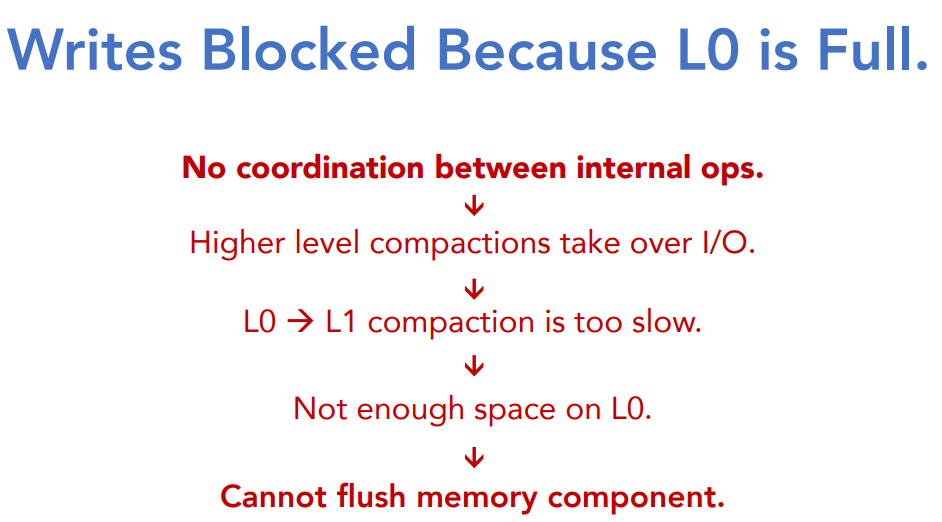 Writes Blocked Because L0 is Full.
No coordination between internal ops.
↓
Higher level compactions take over I/O.
↓
L0 → L1 compaction is too slow.
↓
Not enough space on L0.
↓
Cannot flush memory component.